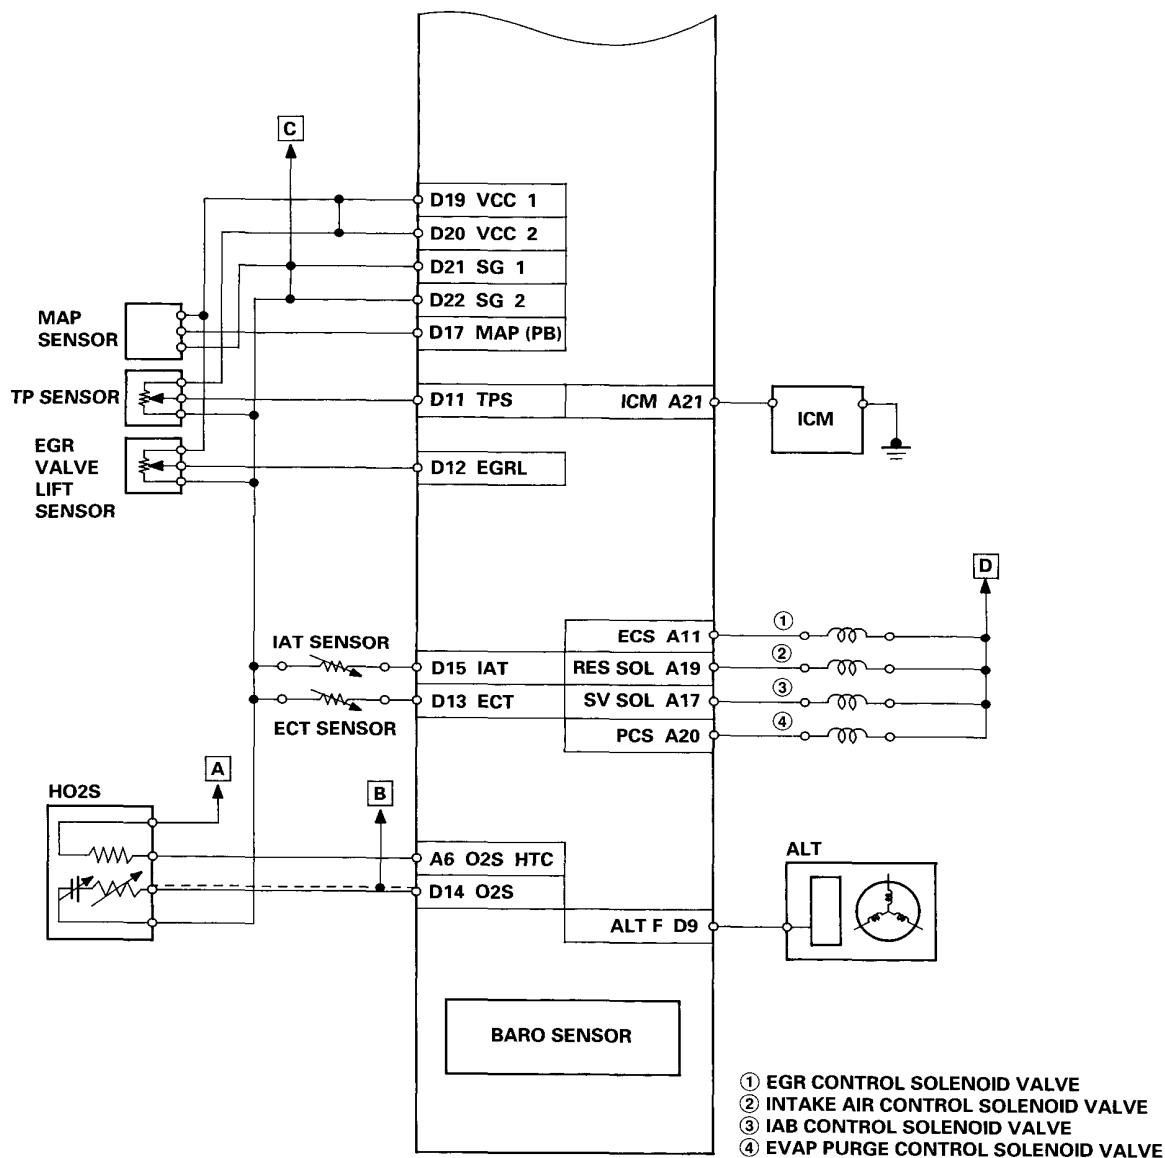 C
D19 VCC 1
D20 VCC 2
D21 SG 1
D22 SG 2
D17 MAP (PB)
MAP
SENSOR
TP SENSOR
D11 TPS
ICM A21
ICM
EGR
VALVE
LIFT
SENSOR
D12 EGRL
D
IAT SENSOR
D15 IAT
D13 ECT
ECT SENSOR
ECS A11
RES SOL A19
SV SOL A17
PCS A20
①
②
③
④
A
B
HO2S
A6 O2S HTC
D14 O2S
ALT F D9
ALT
BARO SENSOR
① EGR CONTROL SOLENOID VALVE
② INTAKE AIR CONTROL SOLENOID VALVE
③ IAB CONTROL SOLENOID VALVE
④ EVAP PURGE CONTROL SOLENOID VALVE